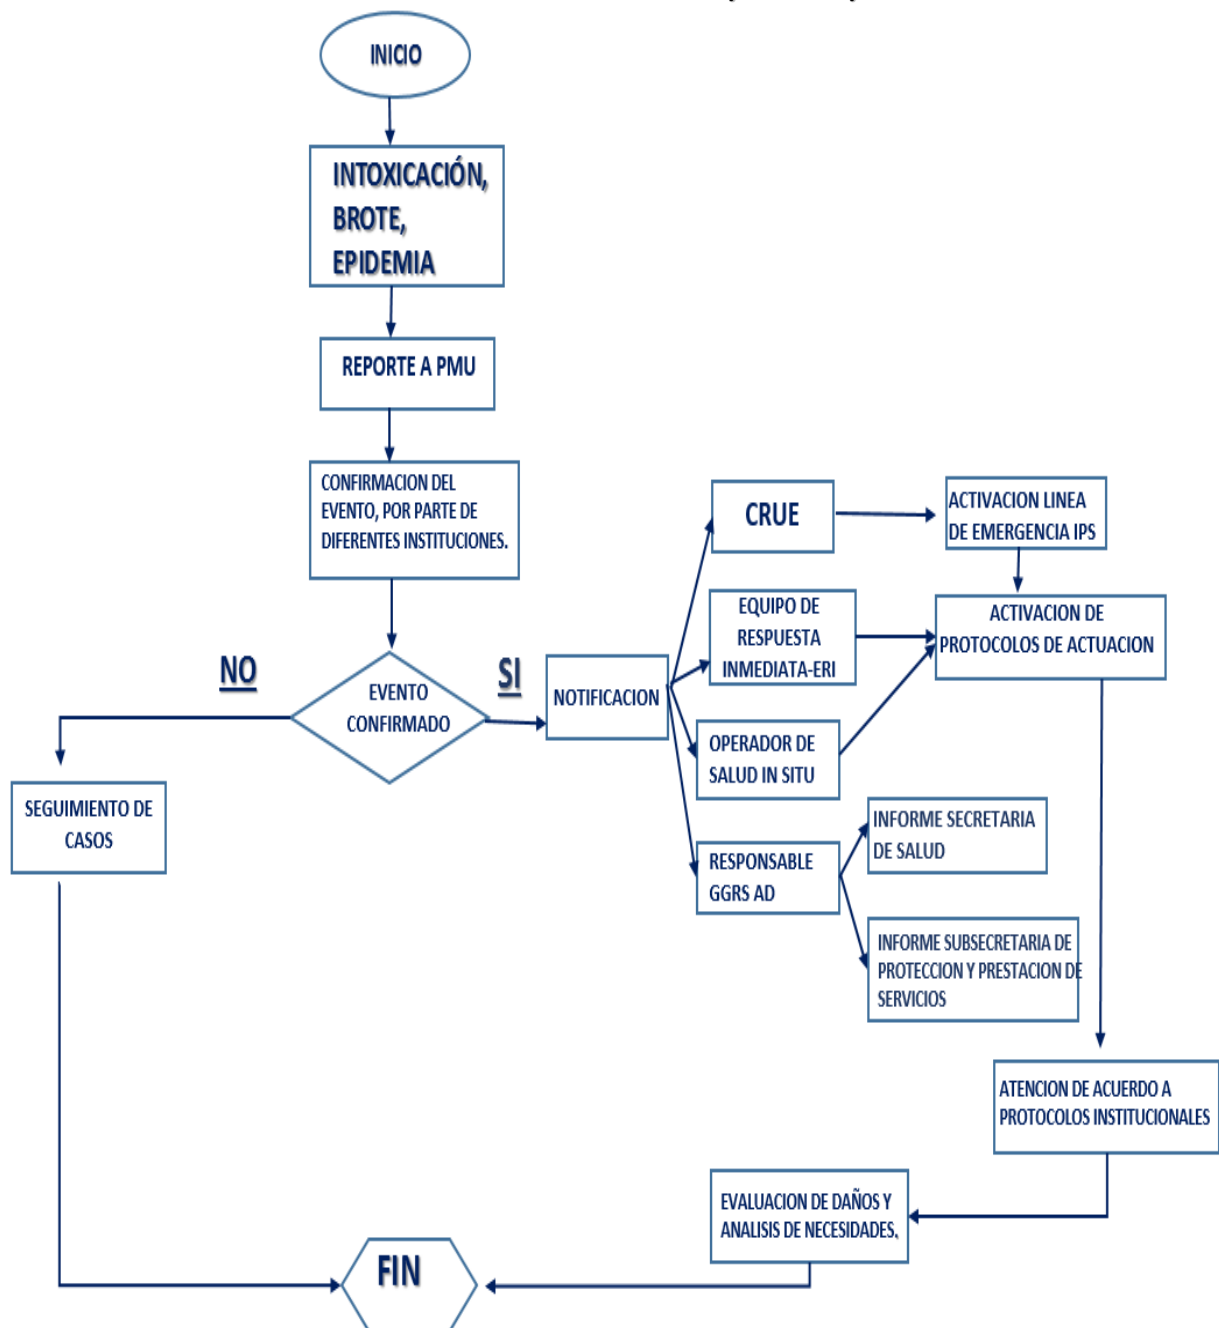 INICIO
INTOXICACIÓN,
BROTE,
EPIDEMIA
REPORTE A PMU
CONFIRMACION DEL
EVENTO, POR PARTE DE
DIFERENTES INSTITUCIONES.
EVENTO
CONFIRMADO
NO
SI
SEGUIMIENTO DE
CASOS
NOTIFICACION
CRUE
ACTIVACION LINEA
DE EMERGENCIA IPS
EQUIPO DE
RESPUESTA
INMEDIATA-ERI
ACTIVACION DE
PROTOCOLOS DE ACTUACION
OPERADOR DE
SALUD IN SITU
RESPONSABLE
GGRS AD
INFORME SECRETARIA
DE SALUD
INFORME SUBSECRETARIA DE
PROTECCION Y PRESTACION DE
SERVICIOS
ATENCION DE ACUERDO A
PROTOCOLOS INSTITUCIONALES
EVALUACION DE DAÑOS Y
ANALISIS DE NECESIDADES.
FIN